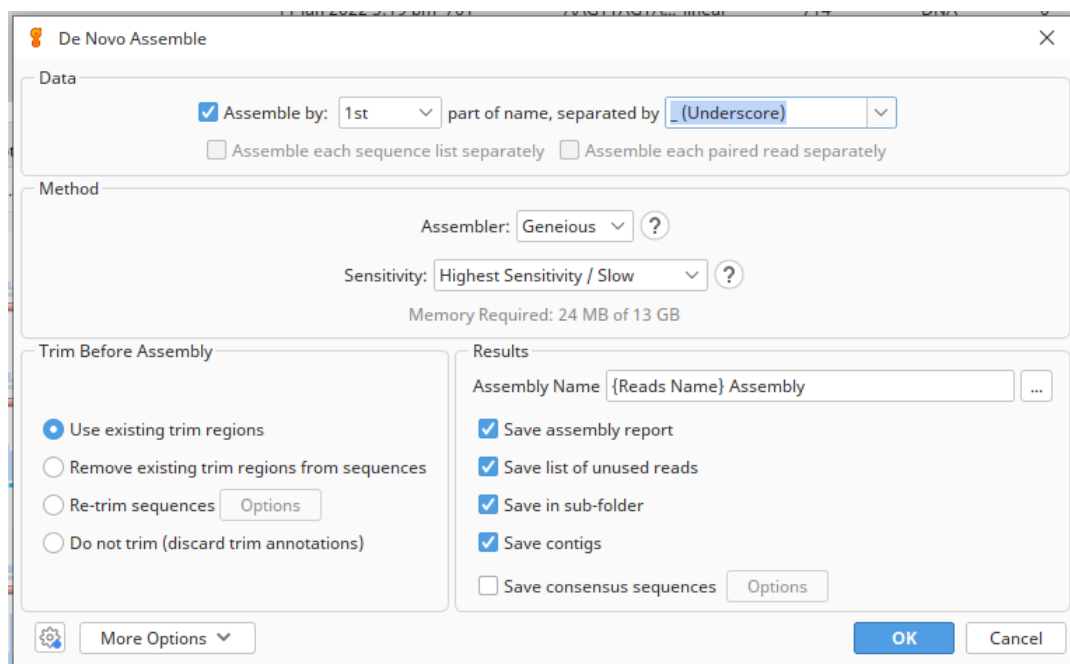 De Novo Assemble
Data
Assemble by: 1st part of name, separated by _ (Underscore)
Assemble each sequence list separately Assemble each paired read separately
Method
Assembler: Geneious ?
Sensitivity: Highest Sensitivity / Slow ?
Memory Required: 24 MB of 13 GB
Trim Before Assembly
Use existing trim regions
Remove existing trim regions from sequences
Re-trim sequences Options
Do not trim (discard trim annotations)
Results
Assembly Name {Reads Name} Assembly ...
Save assembly report
Save list of unused reads
Save in sub-folder
Save contigs
Save consensus sequences Options
More Options OK Cancel